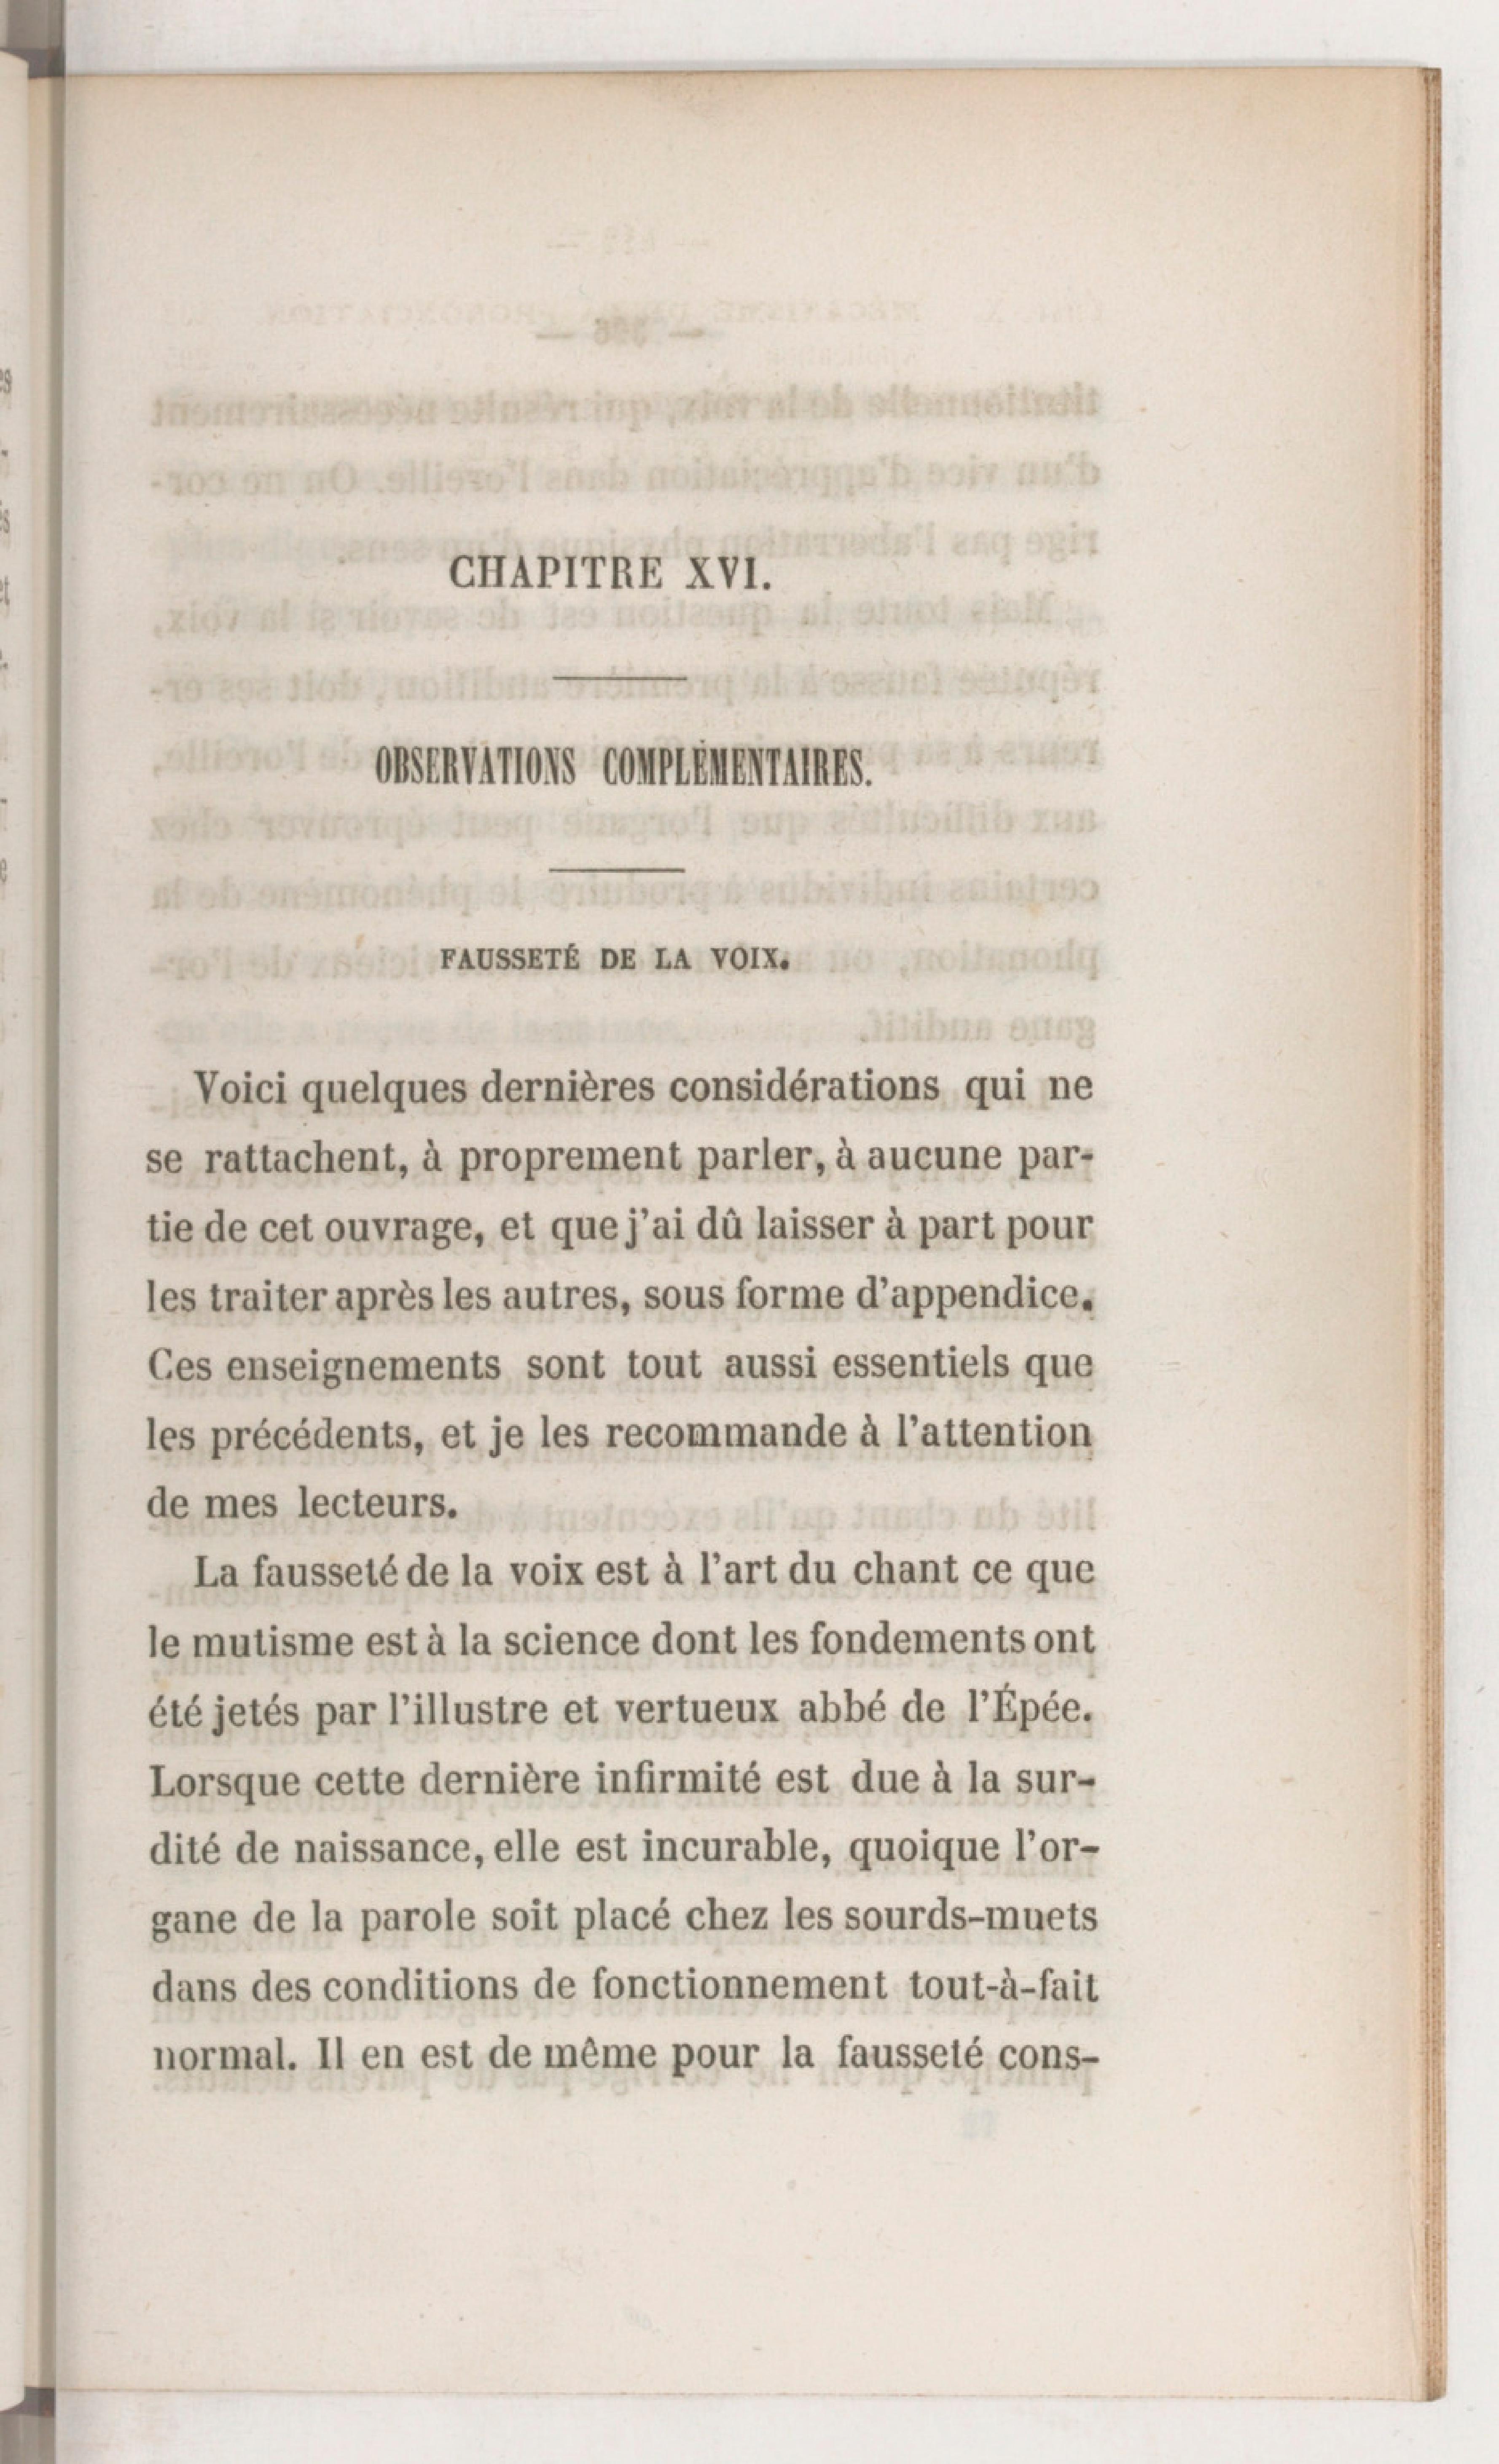 CHAPITRE XVI.
OBSERVATIONS COMPLÉMENTAIRES.
FAUSSETÉ DE LA VOIX.
Voici quelques dernières considérations qui ne
se rattachent, à proprement parler, à aucune par-
tie de cet ouvrage, et que j'ai dû laisser à part pour
les traiter après les autres, sous forme d'appendice.
Ces enseignements sont tout aussi essentiels que
les précédents, et je les recommande à l'attention
de mes lecteurs.
La fausseté de la voix est à l'art du chant ce que
le mutisme est à la science dont les fondements ont
été jetés par l'illustre et vertueux abbé de l'Épée.
Lorsque cette dernière infirmité est due à la sur-
dité de naissance, elle est incurable, quoique l'or-
gane de la parole soit placé chez les sourds-muets
dans des conditions de fonctionnement tout-à-fait
normal. Il en est de même pour la fausseté cons-